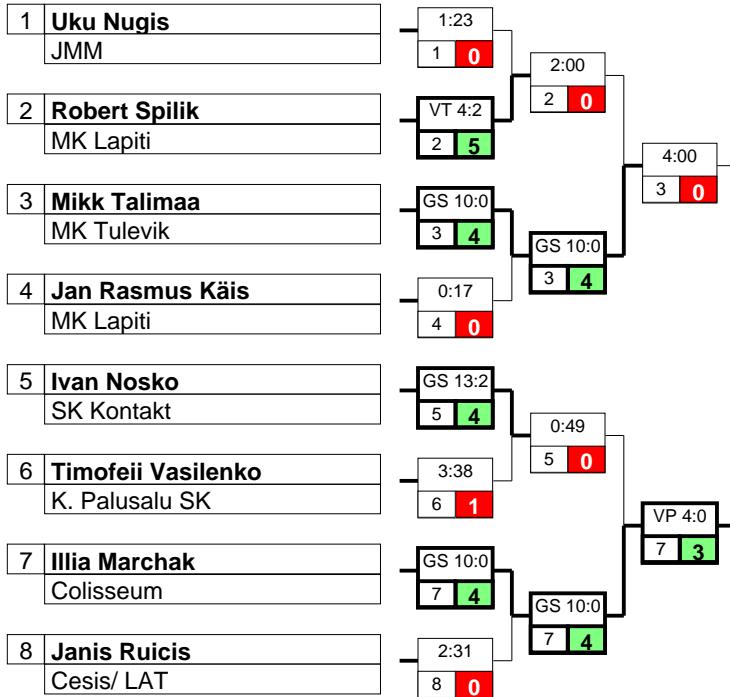 1 Uku Nugis
JMM
1:23
1 0
2 Robert Spilik
MK Lapiti
VT 4:2
2 5
2:00
2 0
3 Mikk Talimaa
MK Tulevik
GS 10:0
3 4
4 Jan Rasmus Käis
MK Lapiti
0:17
4 0
GS 10:0
3 4
4:00
3 0
5 Ivan Nosko
SK Kontakt
GS 13:2
5 4
6 Timofeii Vasilenko
K. Palusalu SK
3:38
6 1
0:49
5 0
7 Illia Marchak
Colisseum
GS 10:0
7 4
8 Janis Ruicis
Cesis/ LAT
2:31
8 0
GS 10:0
7 4
VP 4:0
7 3